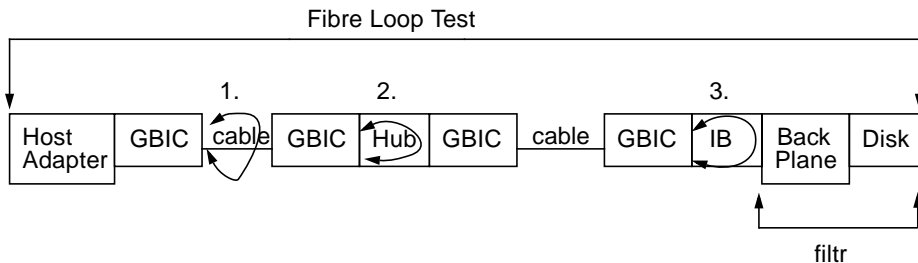 Fibre Loop Test
1.
2.
3.
Host
Adapter
GBIC
cable
GBIC
Hub
GBIC
cable
GBIC
IB
Back
Plane
Disk
filtr